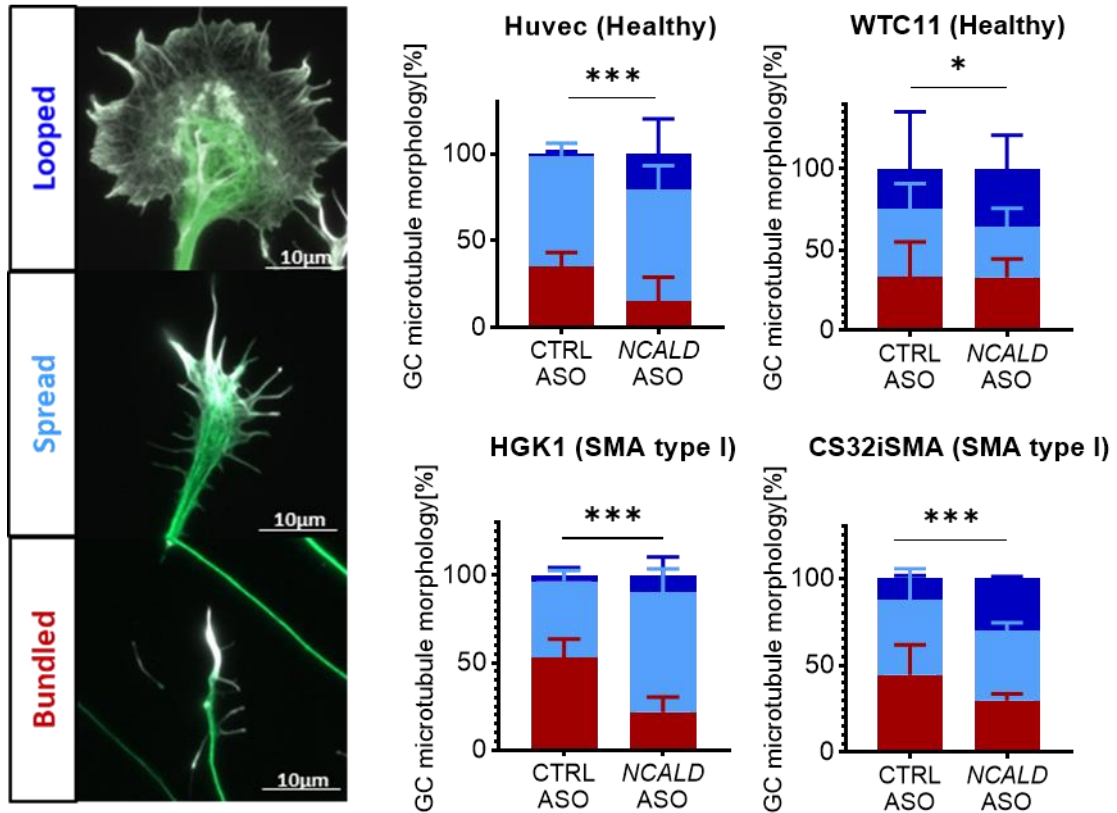 Looped
10µm
Spread
10µm
Bundled
10µm
Huvec (Healthy)
***
GC microtubule morphology[%]
100
50
0
CTRL
ASO
NCALD
ASO
WTC11 (Healthy)
*
GC microtubule morphology[%]
100
50
0
CTRL
ASO
NCALD
ASO
HGK1 (SMA type I)
***
GC microtubule morphology[%]
100
50
0
CTRL
ASO
NCALD
ASO
CS32iSMA (SMA type I)
***
GC microtubule morphology[%]
100
50
0
CTRL
ASO
NCALD
ASO